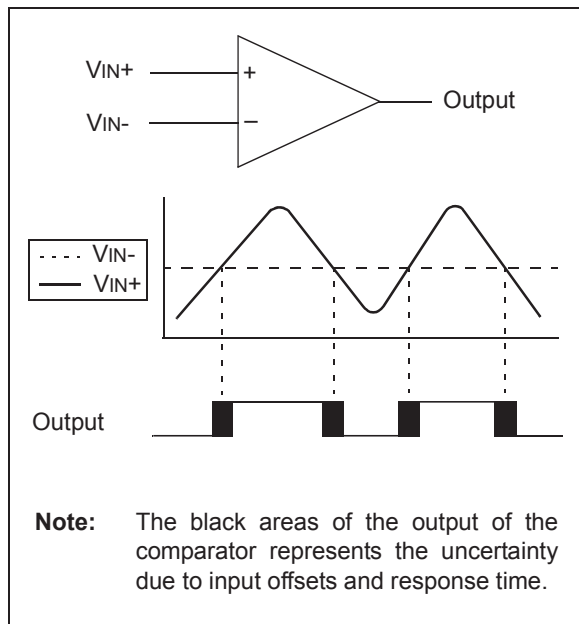 VIN+
+
Output
VIN-
–
VIN-
VIN+
Output
Note: The black areas of the output of the
comparator represents the uncertainty
due to input offsets and response time.